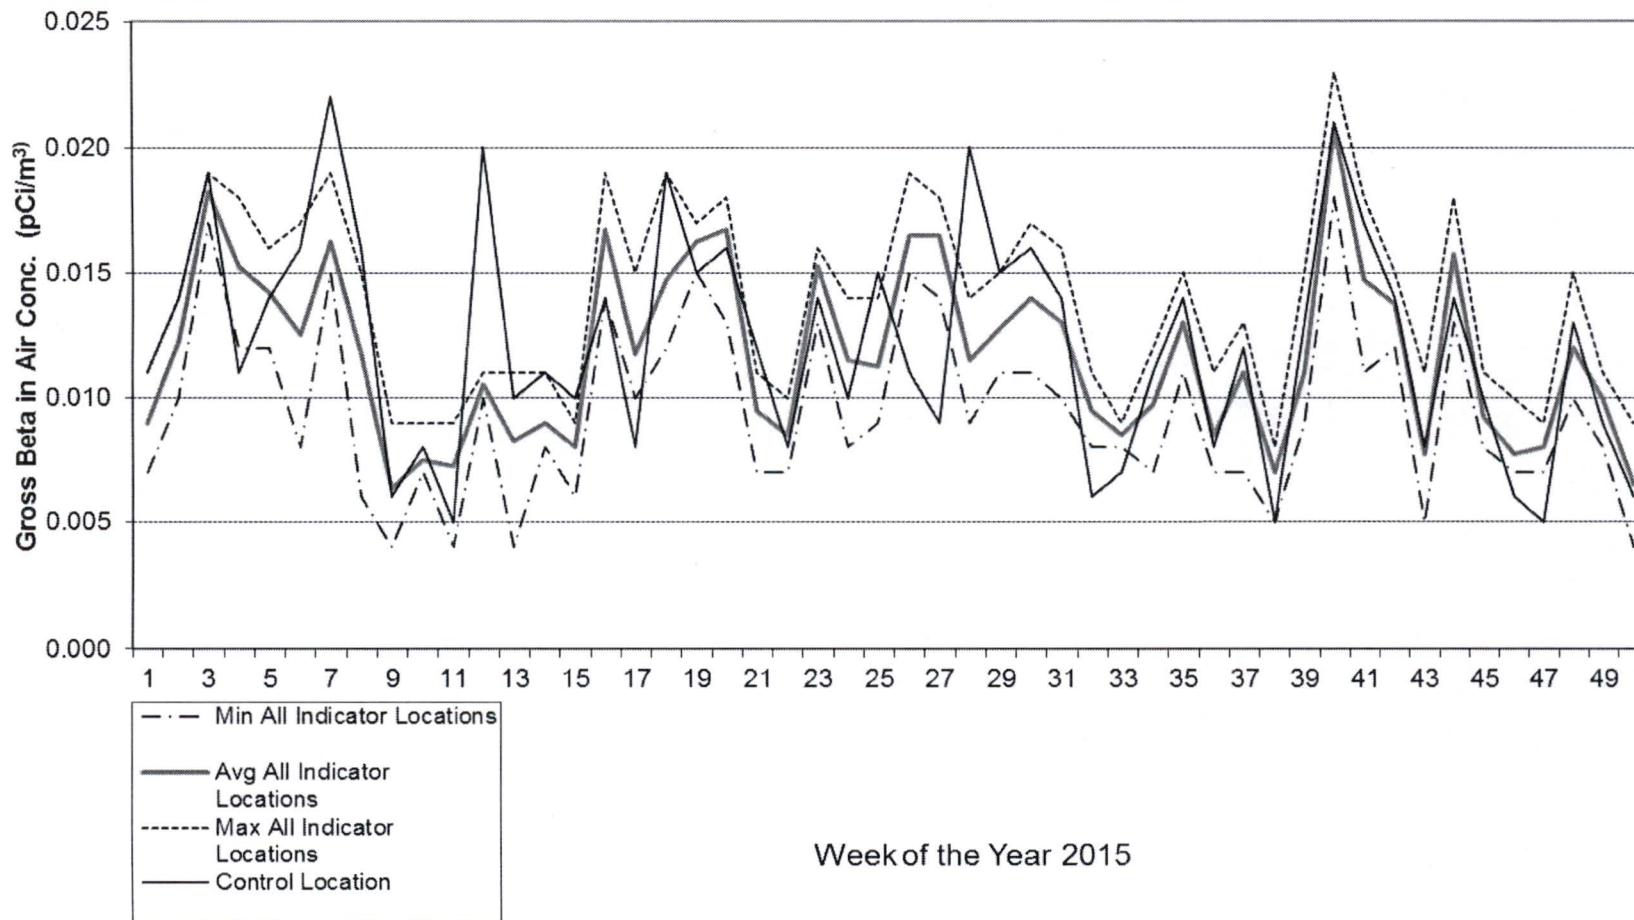 0.025
0.020
0.015
0.010
0.005
0.000
Gross Beta in Air Conc. (pCi/m³)
1 3 5 7 9 11 13 15 17 19 21 23 25 27 29 31 33 35 37 39 41 43 45 47 49
Min All Indicator Locations
Avg All Indicator
Locations
Max All Indicator
Locations
Control Location
Week of the Year 2015